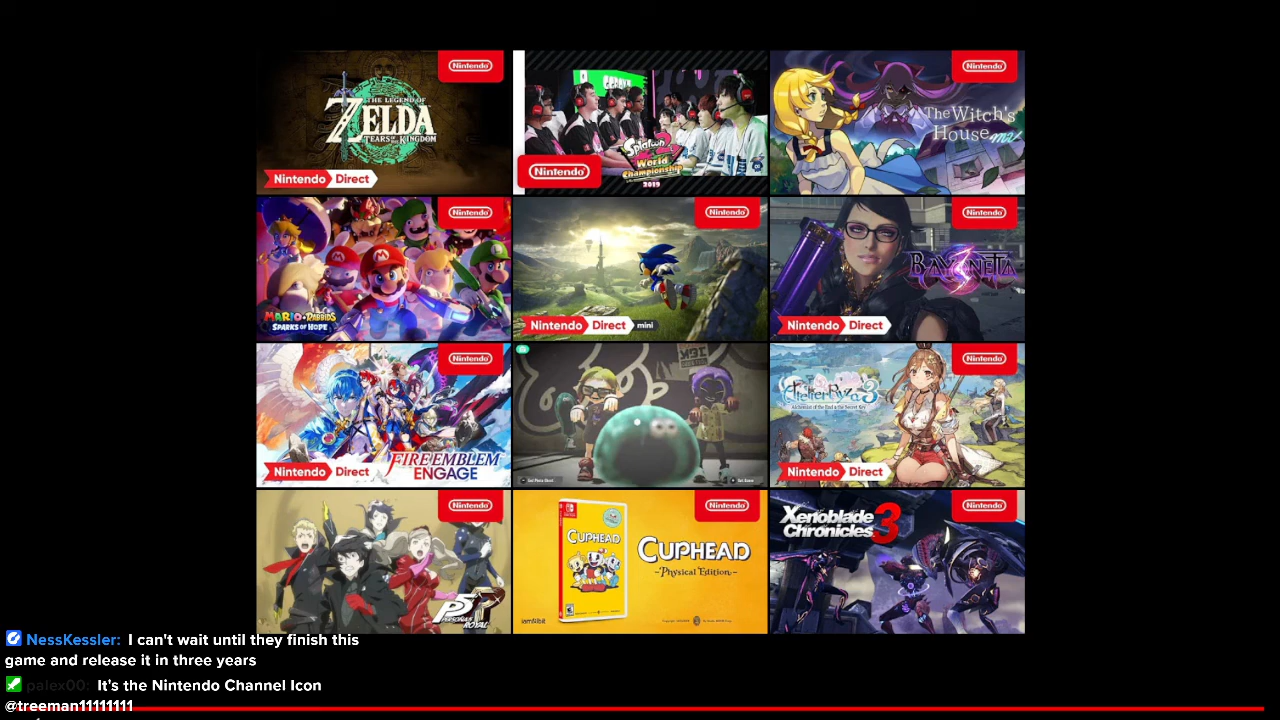 Nintendo
THE LEGEND OF
ZELDA
TEARS OF THE KINGDOM
Nintendo Direct
Splatoon 2
World
Championship
2019
Nintendo
Nintendo
The Witch's
House MV
Nintendo
MARIO + RABBIDS
SPARKS OF HOPE
Nintendo
Nintendo Direct mini
Nintendo
BAYONETTA
Nintendo Direct
Nintendo
FIRE EMBLEM
ENGAGE
Nintendo Direct
Nintendo
Atelier Ryza 3
Alchemist of the End & the Secret Key
Nintendo Direct
Nintendo
P5R
PERSONA5
ROYAL
Nintendo
CUPHEAD
CUPHEAD
-Physical Edition-
iam8bit
Nintendo
Xenoblade
Chronicles 3
NessKessler: I can't wait until they finish this
game and release it in three years
palex00: It's the Nintendo Channel Icon
@treeman11111111